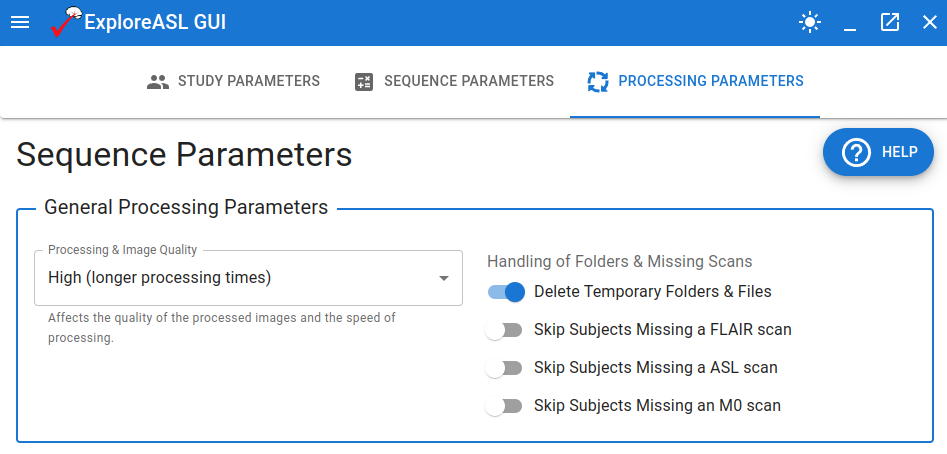 ExploreASL GUI
STUDY PARAMETERS
SEQUENCE PARAMETERS
PROCESSING PARAMETERS
Sequence Parameters
HELP
General Processing Parameters
Processing & Image Quality
High (longer processing times)
Affects the quality of the processed images and the speed of
processing.
Handling of Folders & Missing Scans
Delete Temporary Folders & Files
Skip Subjects Missing a FLAIR scan
Skip Subjects Missing a ASL scan
Skip Subjects Missing an M0 scan